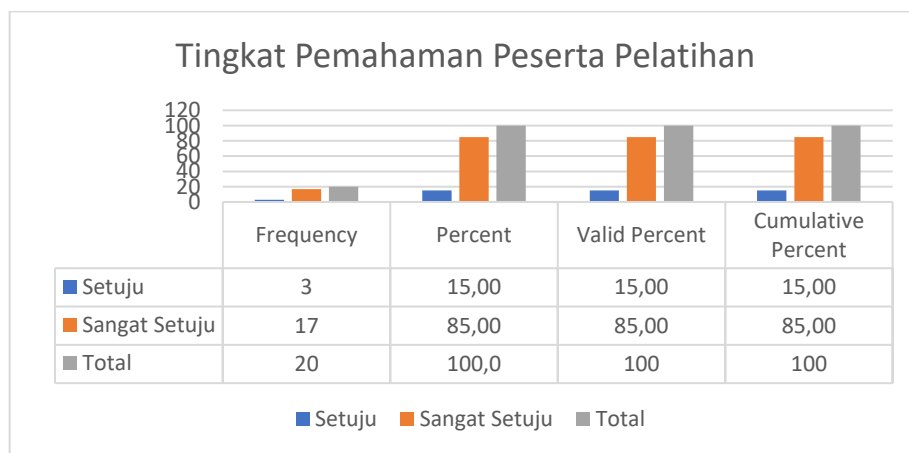 Tingkat Pemahaman Peserta Pelatihan
120
100
80
60
40
20
0
Frequency Percent Valid Percent Cumulative Percent
Setuju 3 15,00 15,00 15,00
Sangat Setuju 17 85,00 85,00 85,00
Total 20 100,0 100 100
Setuju Sangat Setuju Total